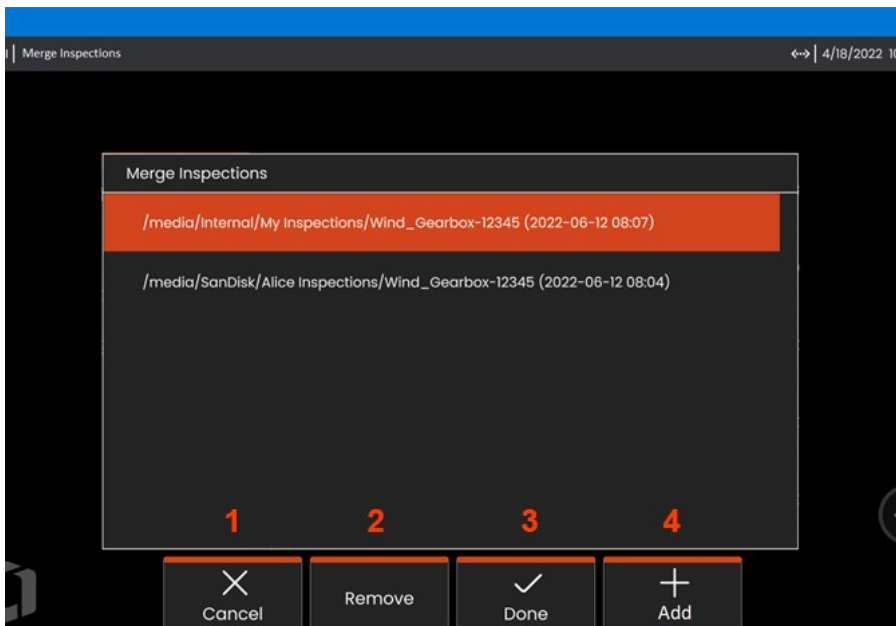 Merge Inspections
4/18/2022 10
Merge Inspections
/media/Internal/My Inspections/Wind_Gearbox-12345 (2022-06-12 08:07)
/media/SanDisk/Alice Inspections/Wind_Gearbox-12345 (2022-06-12 08:04)
1 2 3 4
Cancel Remove Done Add